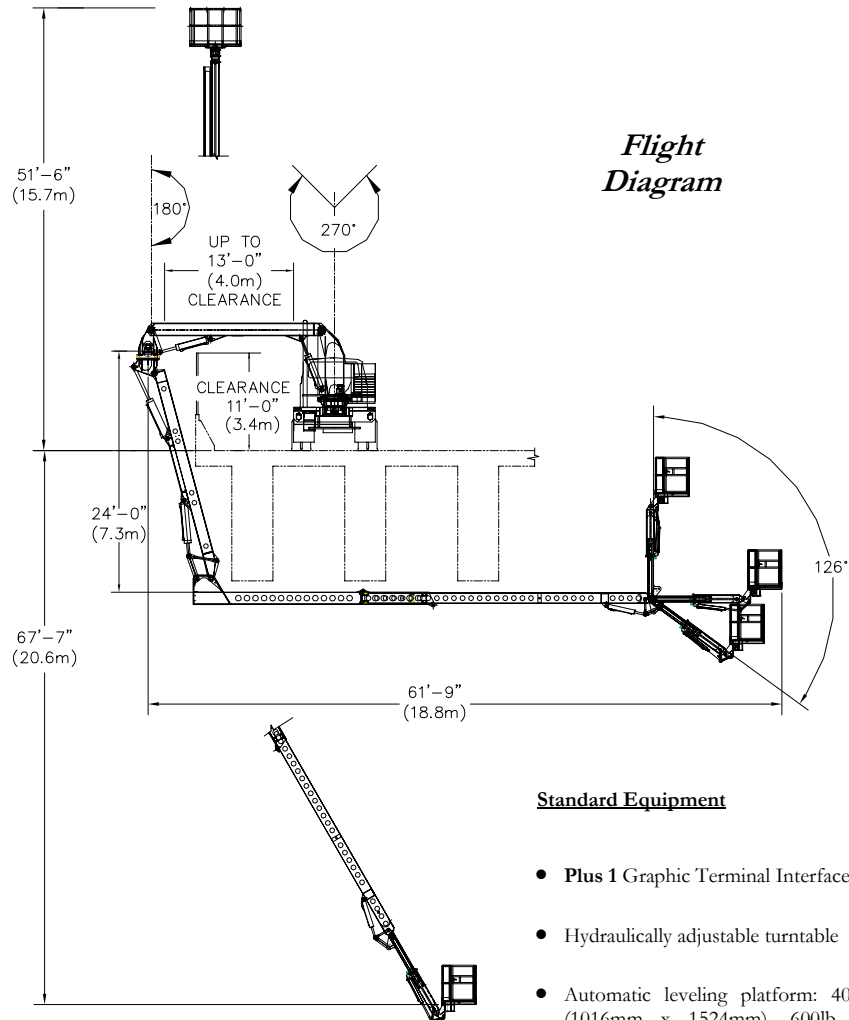 Flight
Diagram
51'-6"
(15.7m)
180°
270°
UP TO
13'-0"
(4.0m)
CLEARANCE
CLEARANCE
11'-0"
(3.4m)
24'-0"
(7.3m)
126°
67'-7"
(20.6m)
61'-9"
(18.8m)
Standard Equipment
• Plus 1 Graphic Terminal Interface
• Hydraulically adjustable turntable
• Automatic leveling platform: 40
(1016mm x 1524mm), 600lb